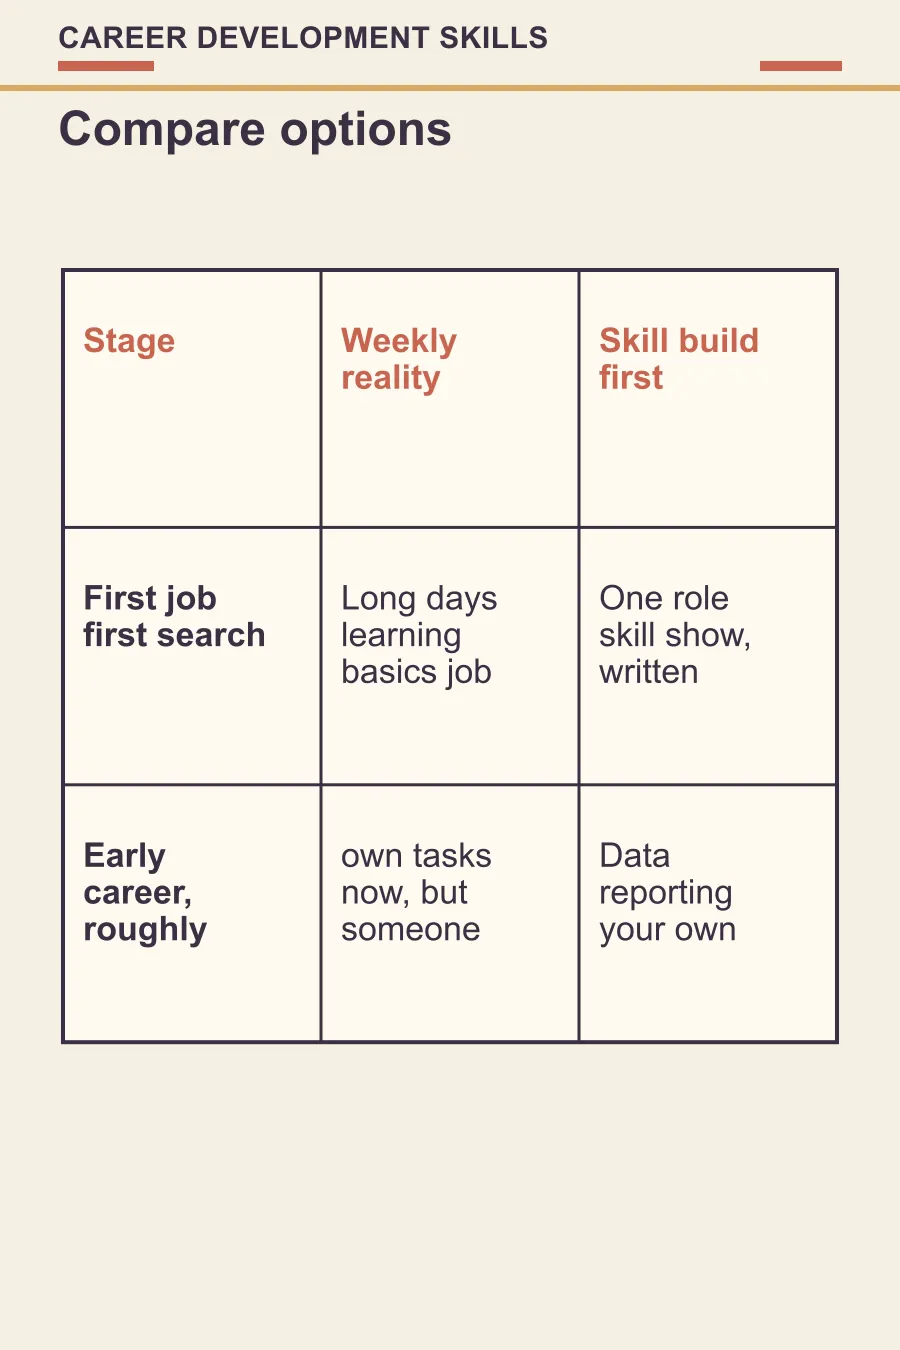 CAREER DEVELOPMENT SKILLS
Compare options
Stage
Weekly
reality
Skill build
first
First job
first search
Long days
learning
basics job
One role
skill show,
written
Early
career,
roughly
own tasks
now, but
someone
Data
reporting
your own